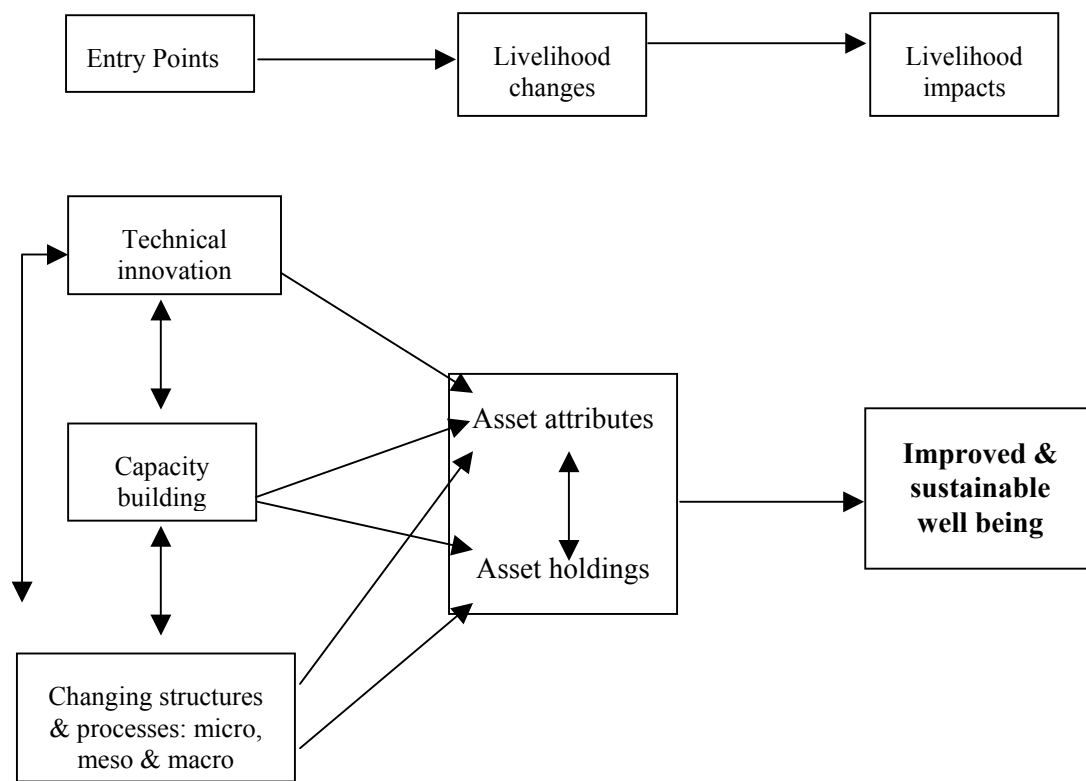 Entry Points
Livelihood
changes
Livelihood
impacts
Technical
innovation
Capacity
building
Changing structures
& processes: micro,
meso & macro
Asset attributes
Asset holdings
Improved &
sustainable
well being